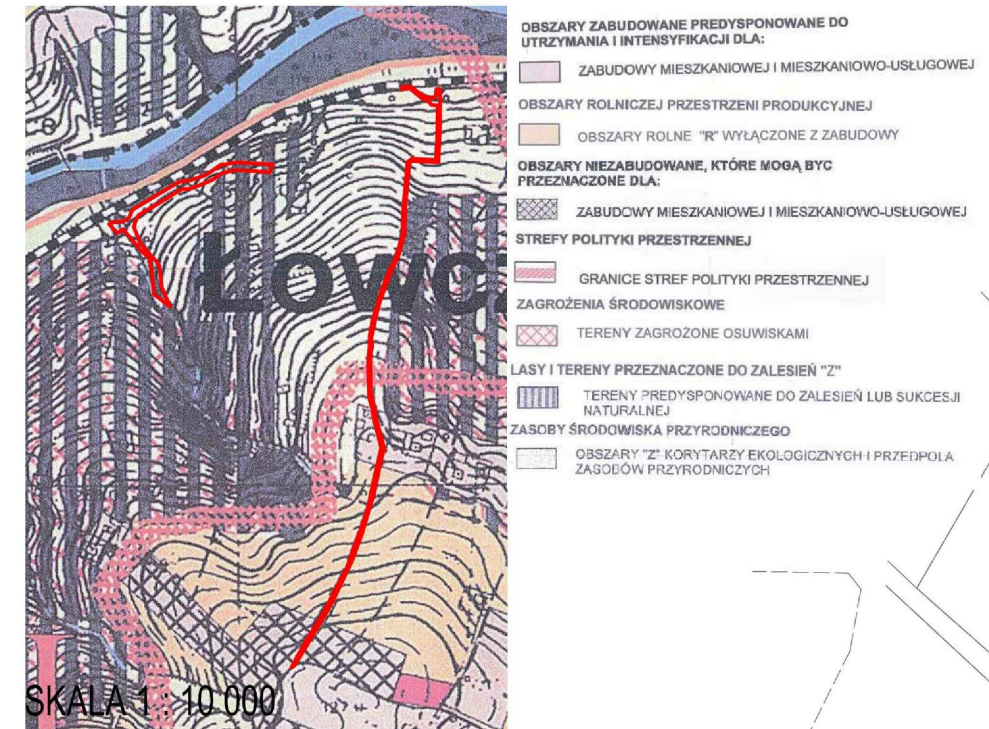 Łowcz
SKALA 1 : 10 000
OBSZARY ZABUDOWANE PREDYSPONOWANE DO
UTRZYMANIA I INTENSYFIKACJI DLA:
ZABUDOWY MIESZKANIOWEJ I MIESZKANIOWO-USŁUGOWEJ
OBSZARY ROLNICZEJ PRZESTRZENI PRODUKCYJNEJ
OBSZARY ROLNE "R" WYŁĄCZONE Z ZABUDOWY
OBSZARY NIEZABUDOWANE, KTÓRE MOGĄ BYC
PRZEZNACZONE DLA:
ZABUDOWY MIESZKANIOWEJ I MIESZKANIOWO-USŁUGOWEJ
STREFY POLITYKI PRZESTRZENNEJ
GRANICE STREF POLITYKI PRZESTRZENNEJ
ZAGROŻENIA ŚRODOWISKOWE
TERENY ZAGROŻONE OSUWISKAMI
LASY I TERENY PRZEZNACZONE DO ZALESIEŃ "Z"
TERENY PREDYSPONOWANE DO ZALESIEŃ LUB SUKCESJI
NATURALNEJ
ZASOBY ŚRODOWISKA PRZYRODNICZEGO
OBSZARY "Z" KORYTARZY EKOLOGICZNYCH I PRZEDPOLA
ZASOBÓW PRZYRODNICZYCH